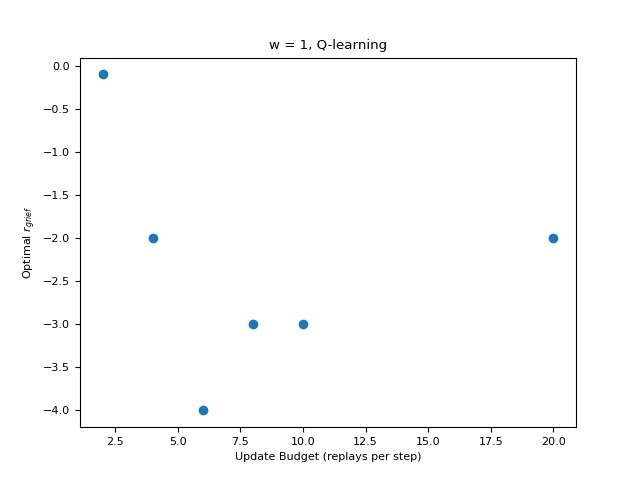 w = 1, Q-learning
0.0
−0.5
−1.0
−1.5
−2.0
−2.5
−3.0
−3.5
−4.0
Optimal r_grief
2.5 5.0 7.5 10.0 12.5 15.0 17.5 20.0
Update Budget (replays per step)